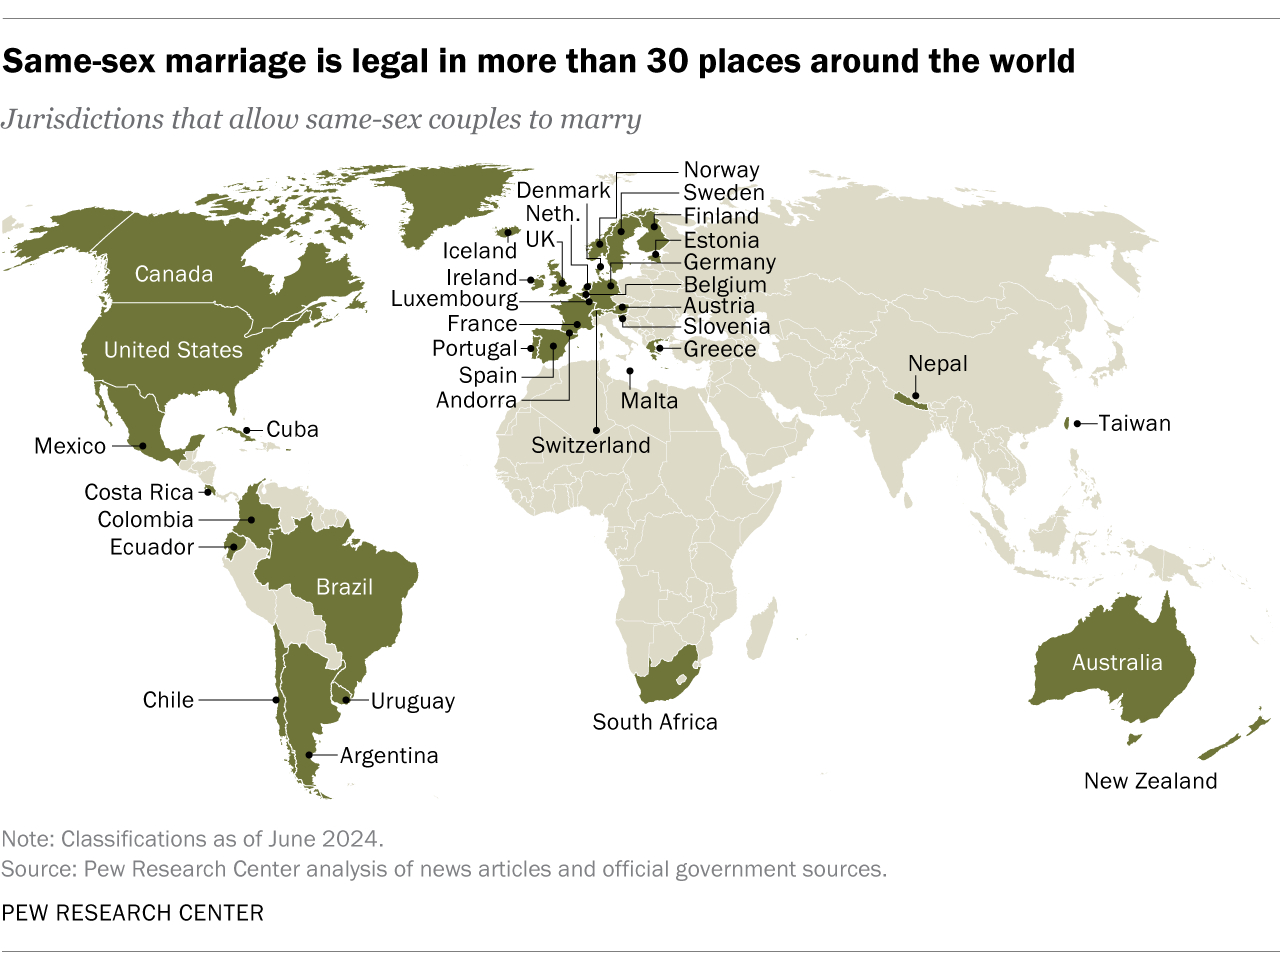 Same-sex marriage is legal in more than 30 places around the world
Jurisdictions that allow same-sex couples to marry
Norway
Denmark
Sweden
Neth.
Finland
UK
Estonia
Iceland
Germany
Canada
Ireland
Belgium
Luxembourg
Austria
France
Slovenia
United States
Portugal
Greece
Nepal
Spain
Andorra
Malta
Taiwan
Cuba
Mexico
Switzerland
Costa Rica
Colombia
Ecuador
Brazil
Australia
Chile
Uruguay
South Africa
Argentina
New Zealand
Note: Classifications as of June 2024.
Source: Pew Research Center analysis of news articles and official government sources.
PEW RESEARCH CENTER